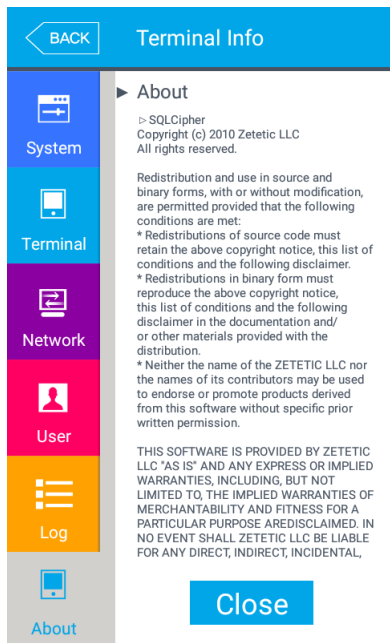 BACK
Terminal Info
System
Terminal
Network
User
Log
About
► About
▷ SQLCipher
Copyright (c) 2010 Zetetic LLC
All rights reserved.
Redistribution and use in source and
binary forms, with or without modification,
are permitted provided that the following
conditions are met:
* Redistributions of source code must
retain the above copyright notice, this list of
conditions and the following disclaimer.
* Redistributions in binary form must
reproduce the above copyright notice,
this list of conditions and the following
disclaimer in the documentation and/
or other materials provided with the
distribution.
* Neither the name of the ZETETIC LLC nor
the names of its contributors may be used
to endorse or promote products derived
from this software without specific prior
written permission.
THIS SOFTWARE IS PROVIDED BY ZETETIC
LLC "AS IS" AND ANY EXPRESS OR IMPLIED
WARRANTIES, INCLUDING, BUT NOT
LIMITED TO, THE IMPLIED WARRANTIES OF
MERCHANTABILITY AND FITNESS FOR A
PARTICULAR PURPOSE AREDISCLAIMED. IN
NO EVENT SHALL ZETETIC LLC BE LIABLE
FOR ANY DIRECT, INDIRECT, INCIDENTAL,
Close